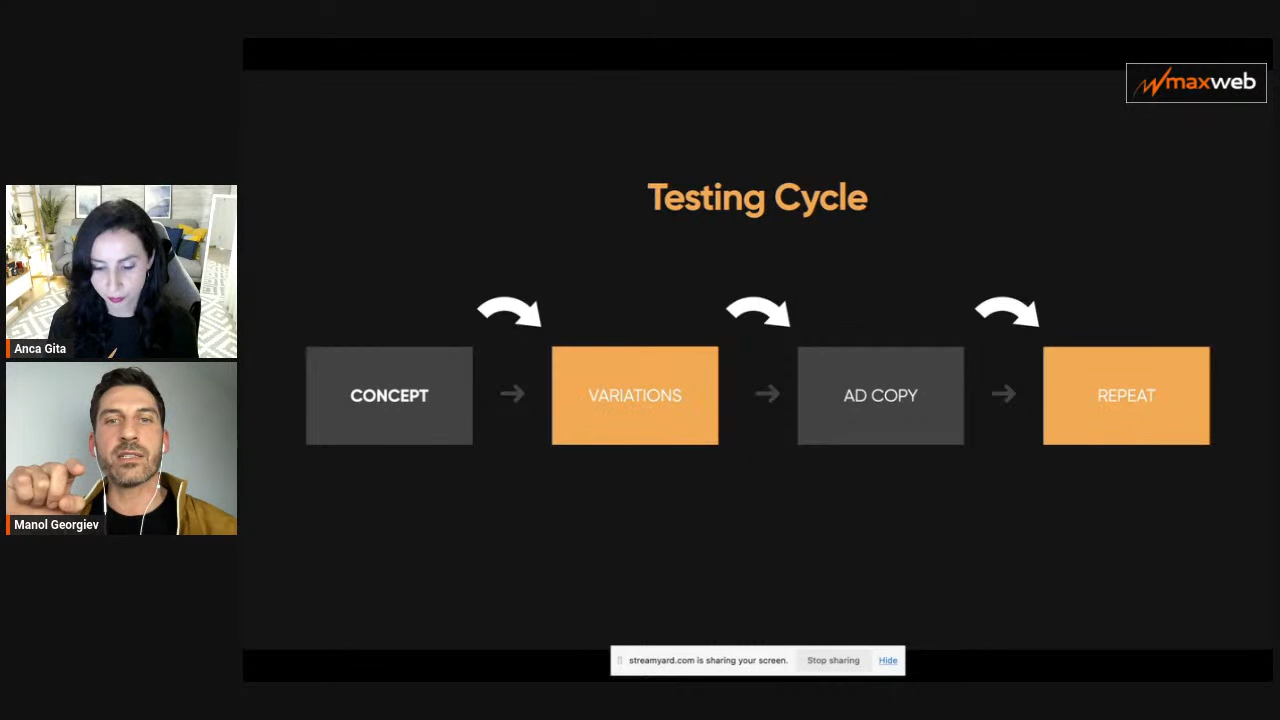 maxweb
Testing Cycle
CONCEPT
VARIATIONS
AD COPY
REPEAT
Anca Gita
Manol Georgiev
streamyard.com is sharing your screen.
Stop sharing
Hide